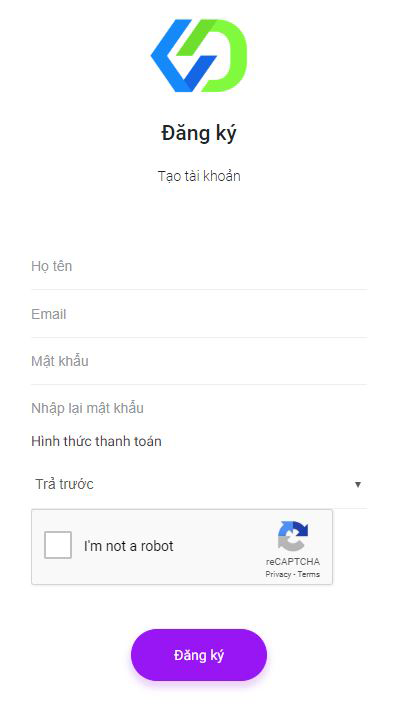 Đăng ký
Tạo tài khoản
Họ tên
Email
Mật khẩu
Nhập lại mật khẩu
Hình thức thanh toán
Trả trước
I'm not a robot
reCAPTCHA
Privacy - Terms
Đăng ký